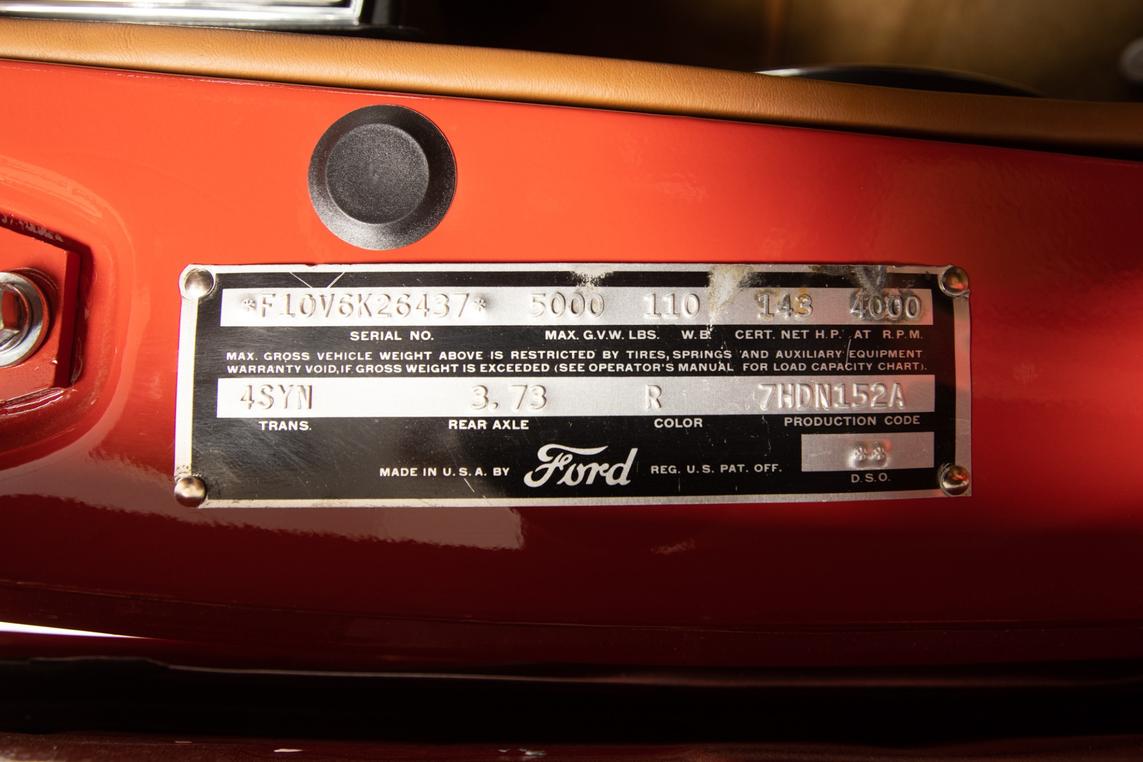 *F10V6K26437* 5000 110 143 4000
SERIAL NO. MAX. G.V.W. LBS. W.B. CERT. NET H.P. AT R.P.M.
MAX. GROSS VEHICLE WEIGHT ABOVE IS RESTRICTED BY TIRES, SPRINGS AND AUXILIARY EQUIPMENT
WARRANTY VOID, IF GROSS WEIGHT IS EXCEEDED (SEE OPERATOR'S MANUAL FOR LOAD CAPACITY CHART).
4SYN 3.73 R 7HDN152A
TRANS. REAR AXLE COLOR PRODUCTION CODE
**
MADE IN U.S.A. BY Ford REG. U.S. PAT. OFF. D.S.O.